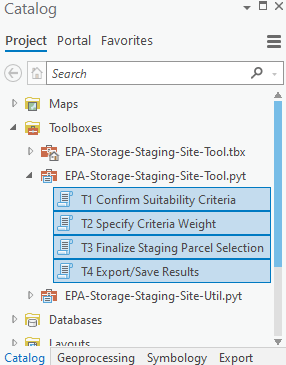 Catalog
Project Portal Favorites
Search
Maps
Toolboxes
EPA-Storage-Staging-Site-Tool.tbx
EPA-Storage-Staging-Site-Tool.pyt
T1 Confirm Suitability Criteria
T2 Specify Criteria Weight
T3 Finalize Staging Parcel Selection
T4 Export/Save Results
EPA-Storage-Staging-Site-Util.pyt
Databases
Layouts
Catalog Geoprocessing Symbology Export